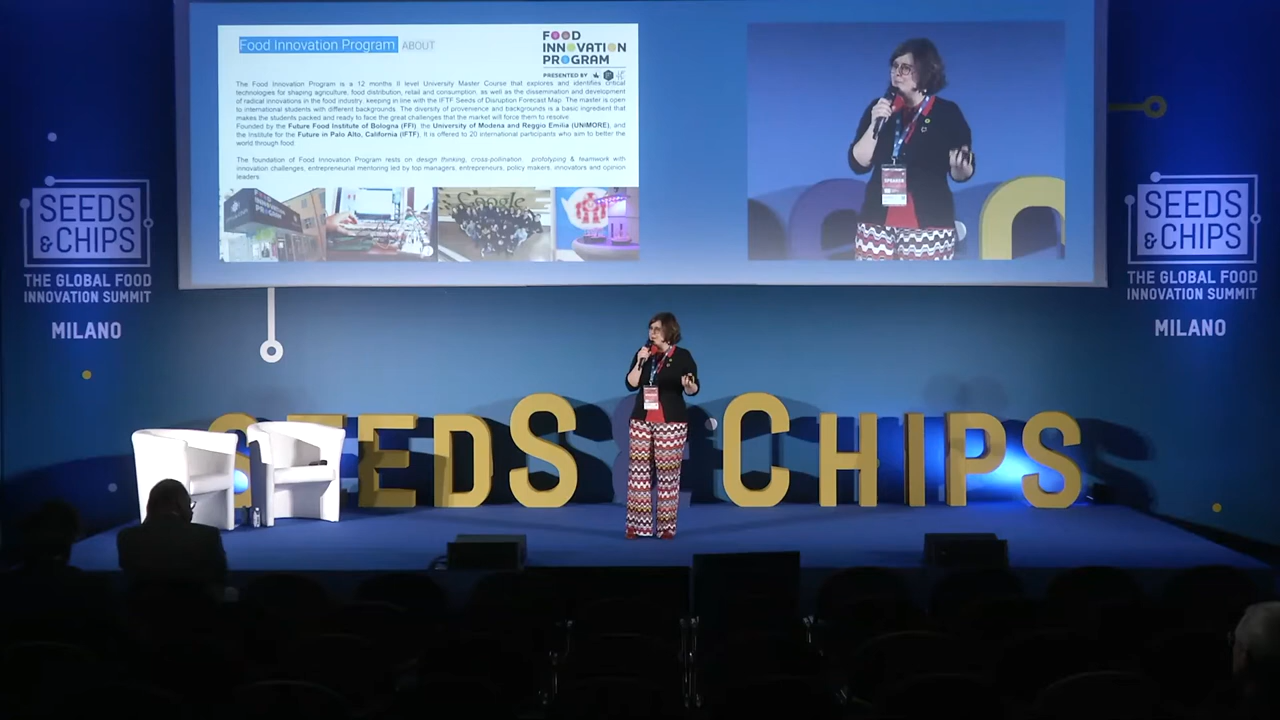 Food Innovation Program ABOUT
FOOD
INNOVATION
PROGRAM
PRESENTED BY
The Food Innovation Program is a 12 months II level University Master Course that explores and identifies critical
technologies for shaping agriculture, food distribution, retail and consumption, as well as the dissemination and development
of radical innovations in the food industry, keeping in line with the IFTF Seeds of Disruption Forecast Map. The master is open
to international students with different backgrounds. The diversity of provenience and backgrounds is a basic ingredient that
makes the students packed and ready to face the great challenges that the market will force them to resolve
Founded by the Future Food Institute of Bologna (FFI), the University of Modena and Reggio Emilia (UNIMORE), and
the Institute for the Future in Palo Alto, California (IFTF). It is offered to 20 international participants who aim to better the
world through food
The foundation of Food Innovation Program rests on design thinking, cross-pollination, prototyping & teamwork with
innovation challenges, entrepreneurial mentoring led by top managers, entrepreneurs, policy makers, innovators and opinion
leaders.
FOOD
INNOVATION
PROGRAM
Google
SPEAKER
SEEDS
&CHIPS
THE GLOBAL FOOD
INNOVATION SUMMIT
MILANO
SEEDS
&CHIPS
THE GLOBAL FOOD
INNOVATION SUMMIT
MILANO
SEEDS CHIPS